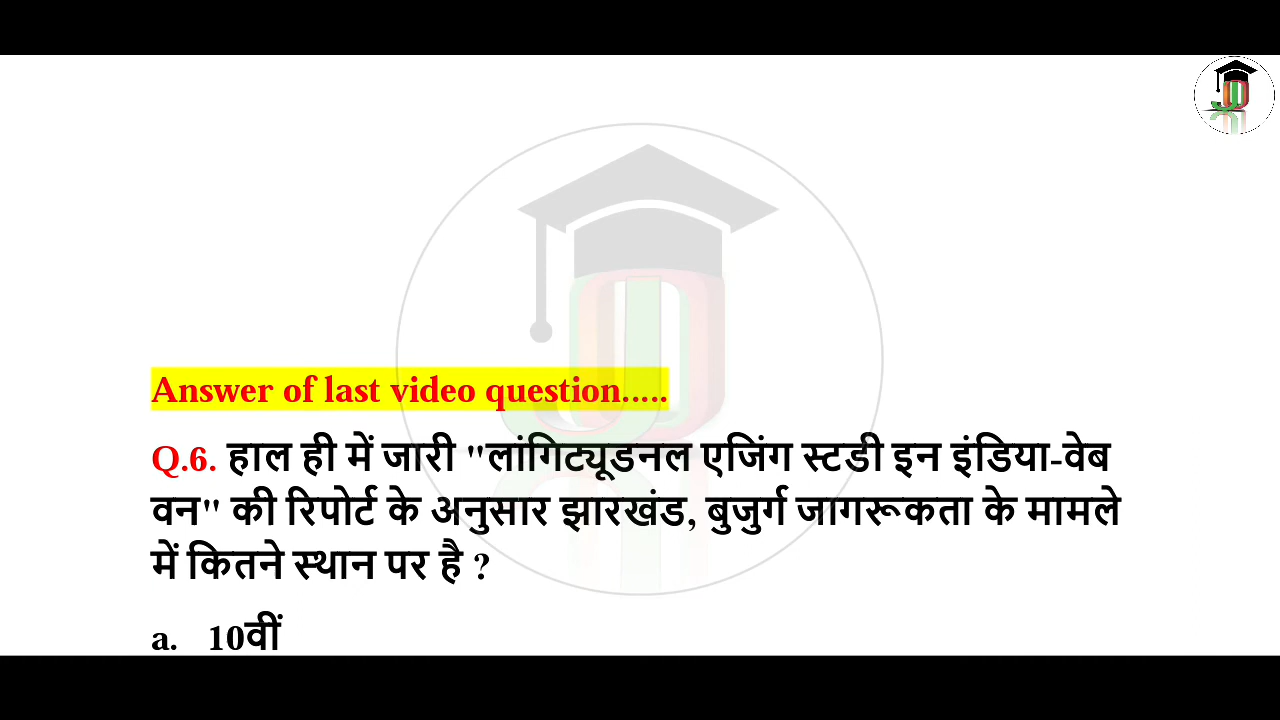 Answer of last video question.....
Q.6. हाल ही में जारी "लांगिट्यूडनल एजिंग स्टडी इन इंडिया-वेब
वन" की रिपोर्ट के अनुसार झारखंड, बुजुर्ग जागरूकता के मामले
में कितने स्थान पर है ?
a. 10वीं